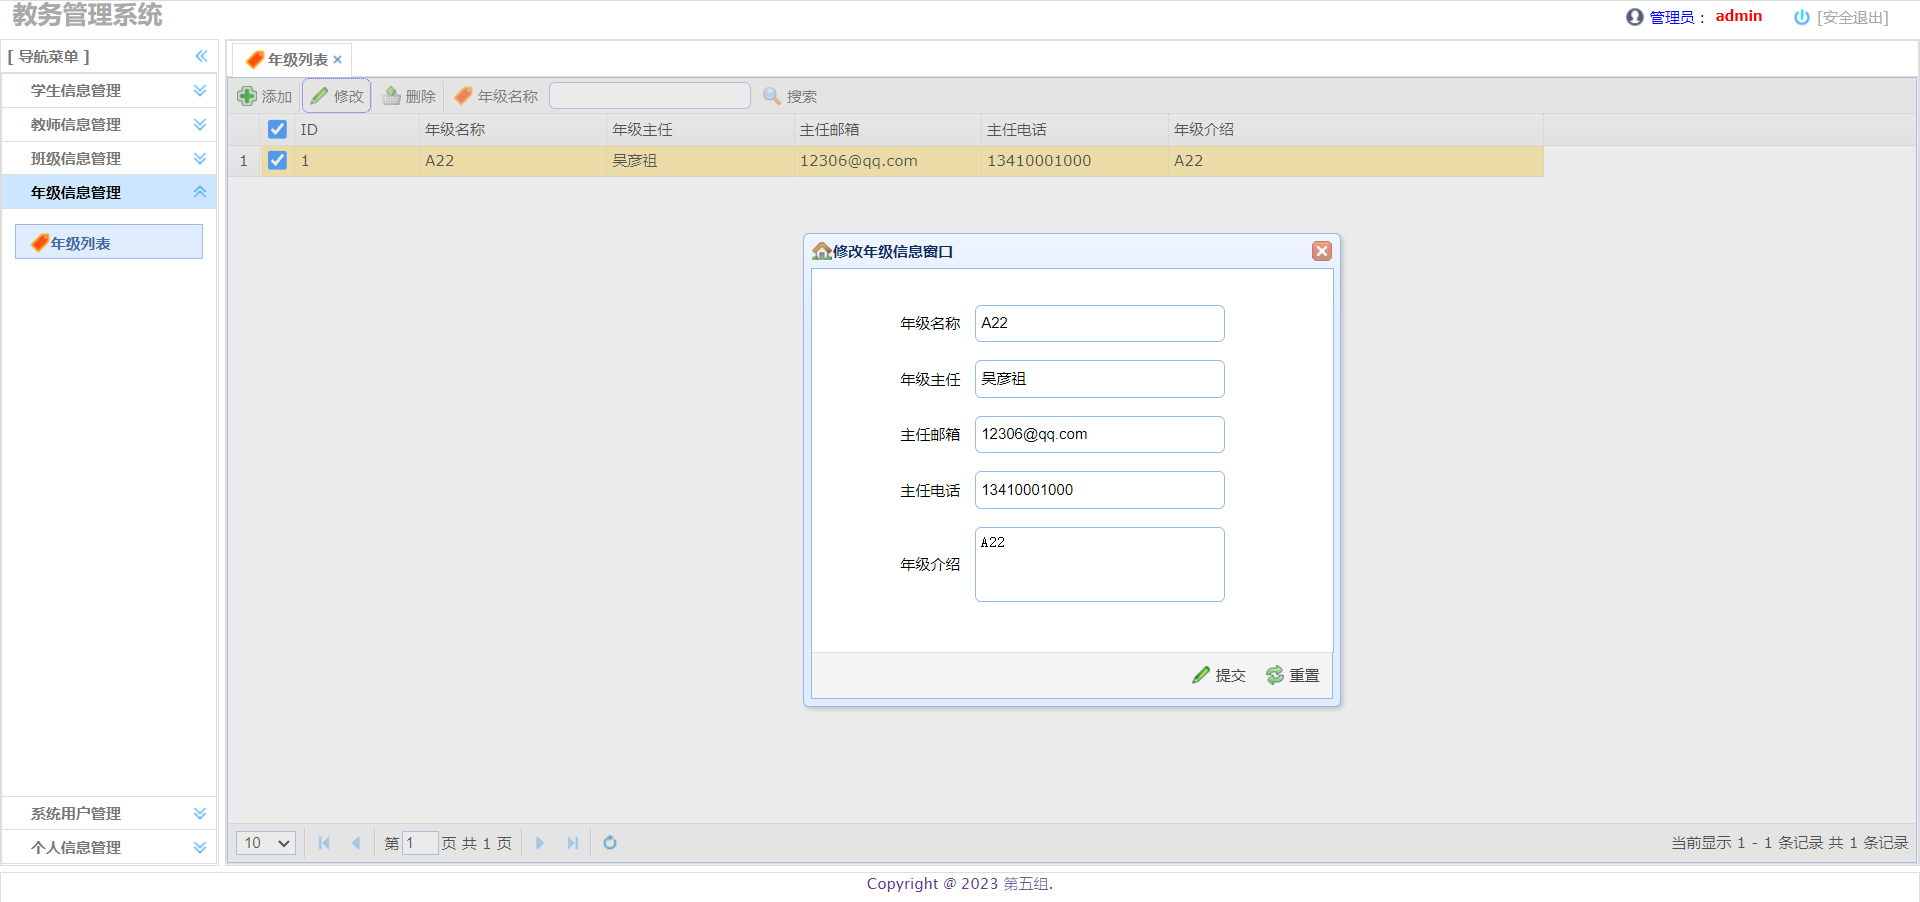 教务管理系统
管理员： admin [安全退出]
[ 导航菜单 ]
学生信息管理
教师信息管理
班级信息管理
年级信息管理
年级列表
系统用户管理
个人信息管理
年级列表
添加 修改 删除 年级名称 搜索
ID 年级名称 年级主任 主任邮箱 主任电话 年级介绍
1 1 A22 吴彦祖 12306@qq.com 13410001000 A22
修改年级信息窗口
年级名称 A22
年级主任 吴彦祖
主任邮箱 12306@qq.com
主任电话 13410001000
年级介绍 A22
提交 重置
10 第 1 页 共 1 页 当前显示 1 - 1 条记录 共 1 条记录
Copyright @ 2023 第五组.